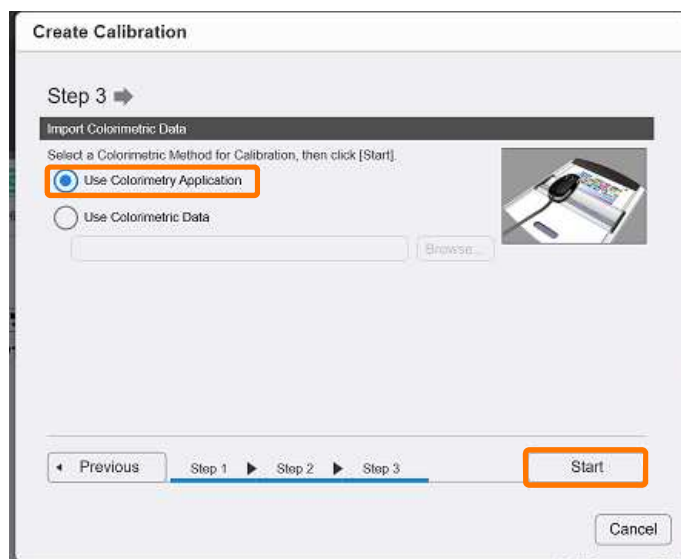 Create Calibration
Step 3
Import Colorimetric Data
Select a Colorimetric Method for Calibration, then click [Start].
Use Colorimetry Application
Use Colorimetric Data
Browse...
Previous
Step 1 Step 2 Step 3
Start
Cancel